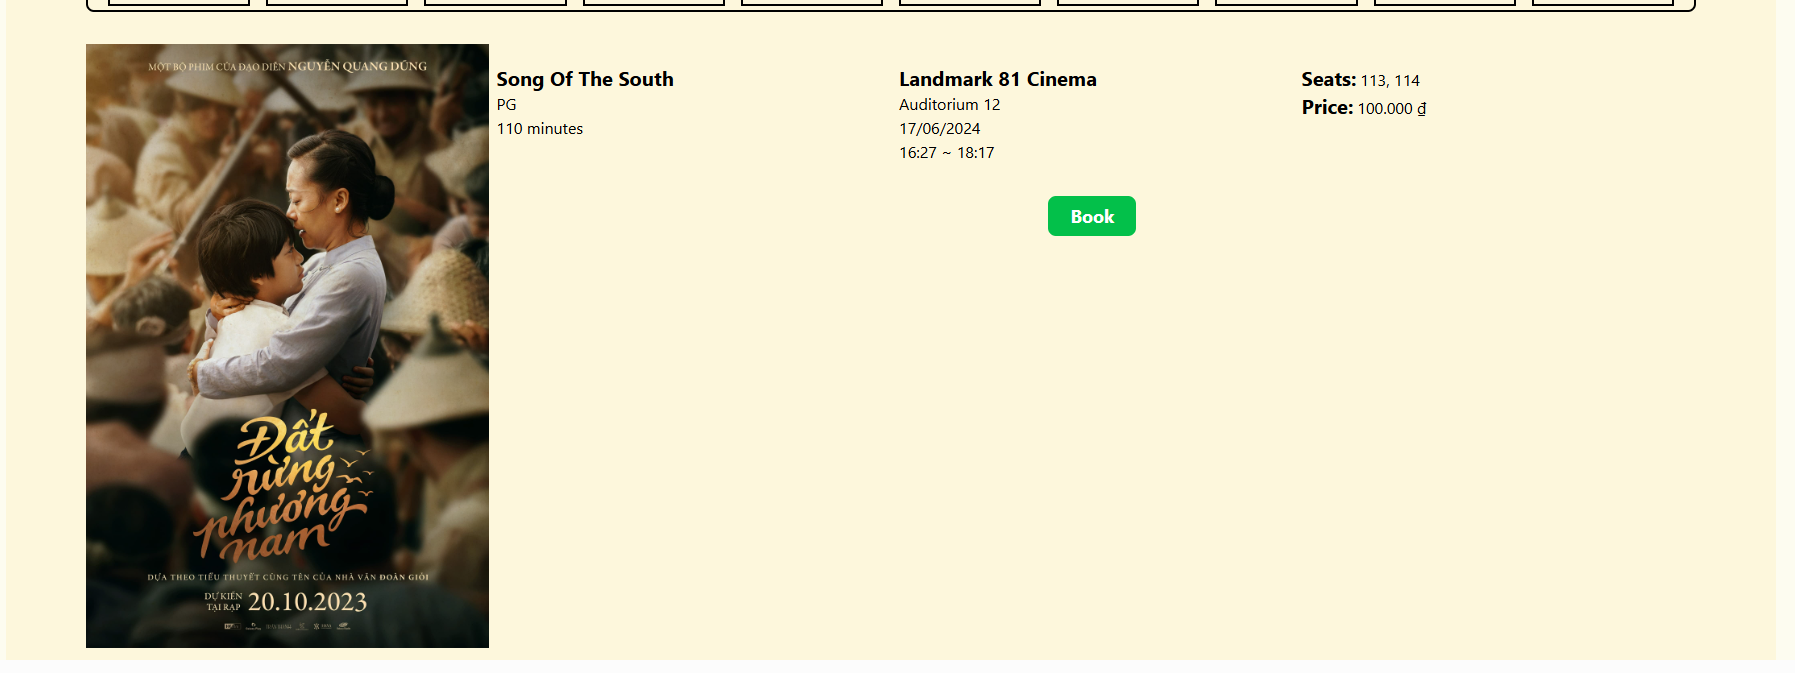 MỘT BỘ PHIM CỦA ĐẠO DIỄN NGUYỄN QUANG DŨNG
Đất
rừng
phương
nam
DỰA THEO TIỂU THUYẾT CÙNG TÊN CỦA NHÀ VĂN ĐOÀN GIỎI
DỰ KIẾN
TẠI RẠP 20.10.2023
Song Of The South
PG
110 minutes
Landmark 81 Cinema
Auditorium 12
17/06/2024
16:27 ~ 18:17
Seats: 113, 114
Price: 100.000 ₫
Book